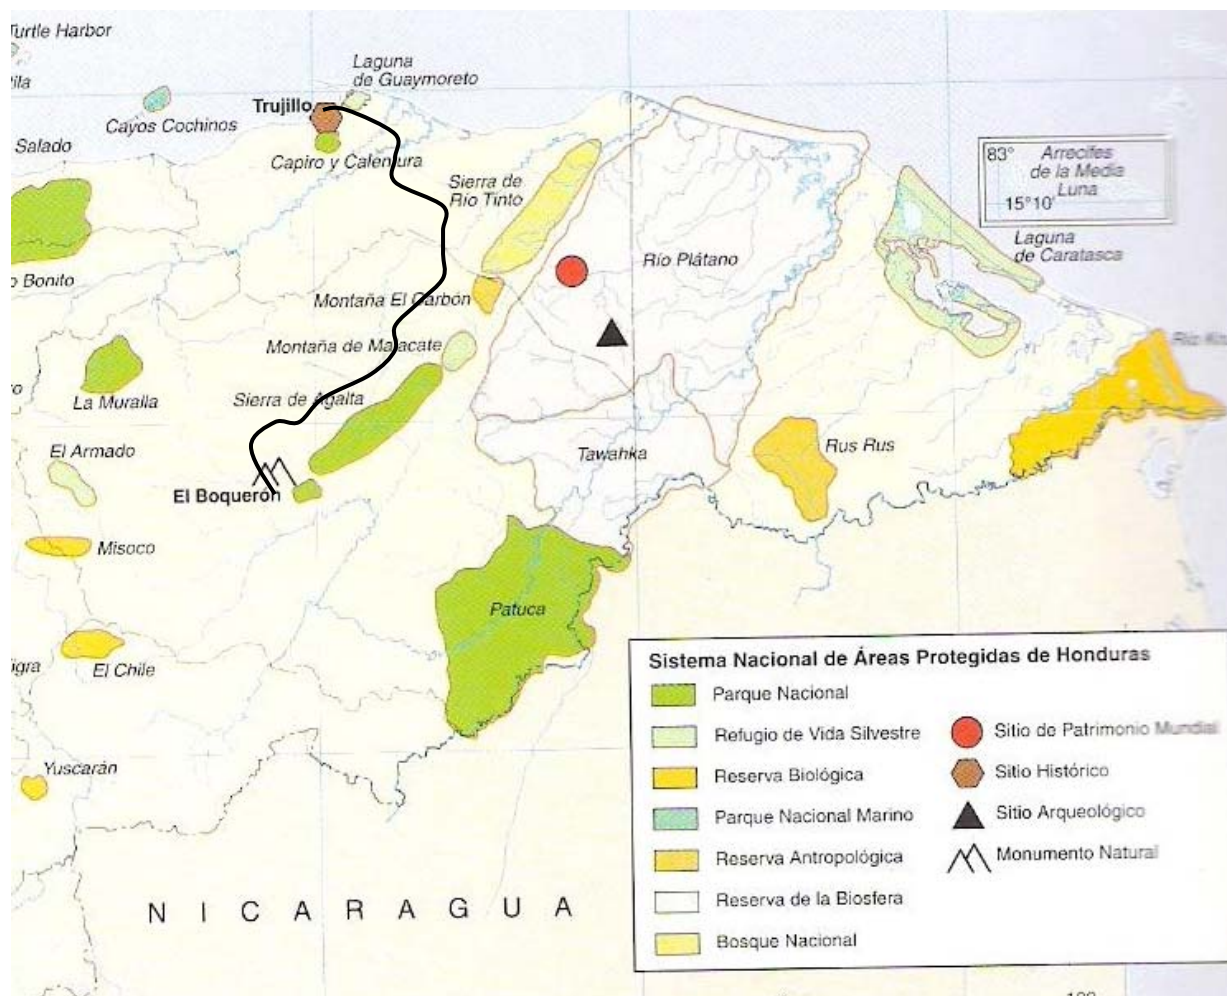 Turtle Harbor
Laguna
de Guaymoreto
Trujillo
Cayos Cochinos
Salado
Capiro y Calentura
Sierra de
Río Tinto
83°
Arrecifes
de la Media
Luna
15°10'
Laguna
de Caratasca
Río Plátano
Bonito
Montaña El Carbón
Montaña de Malacate
La Muralla
Sierra de Agalta
El Armado
Tawahka
Rus Rus
El Boquerón
Misoco
Patuca
El Chile
Yuscarán
NICARAGUA
Sistema Nacional de Áreas Protegidas de Honduras
Parque Nacional
Refugio de Vida Silvestre
Reserva Biológica
Parque Nacional Marino
Reserva Antropológica
Reserva de la Biosfera
Bosque Nacional
Sitio de Patrimonio Mundial
Sitio Histórico
Sitio Arqueológico
Monumento Natural